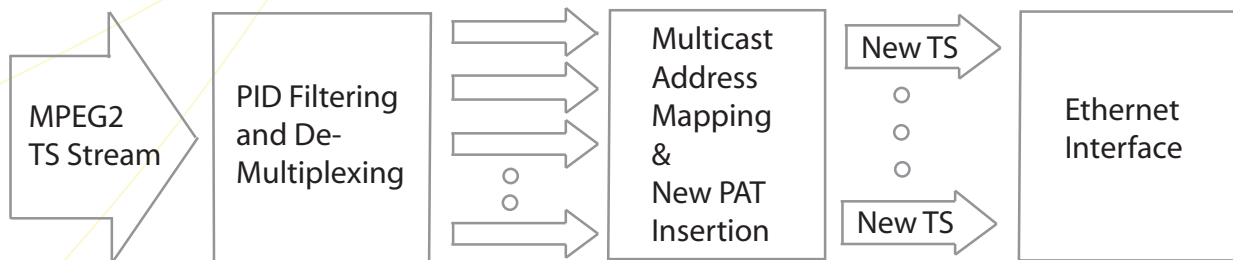 MPEG2
TS Stream
PID Filtering
and De-
Multiplexing
Multicast
Address
Mapping
&
New PAT
Insertion
New TS
New TS
Ethernet
Interface